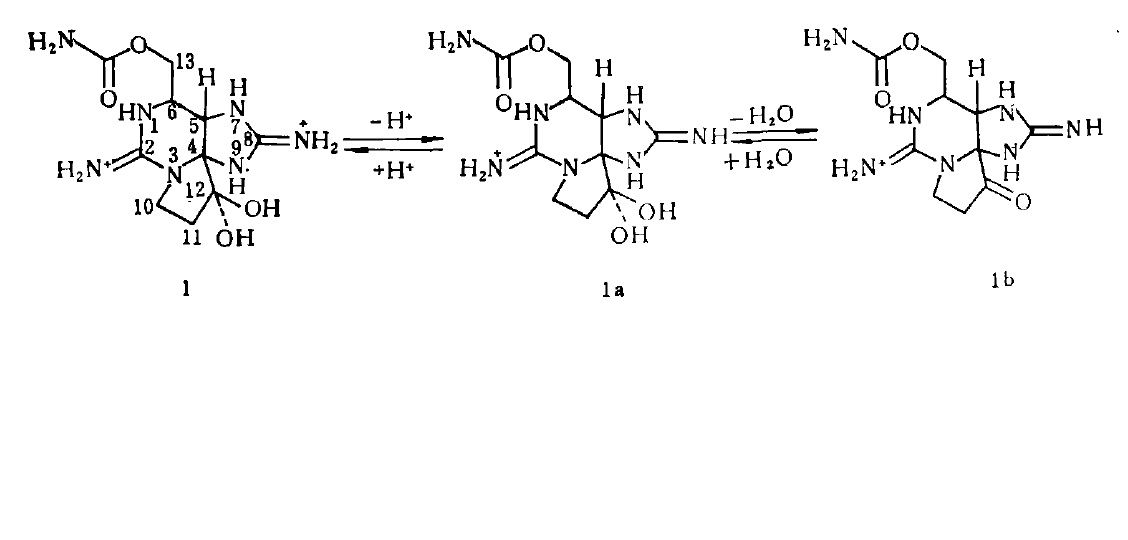 H₂N O 13 H H₂N O H H₂N O H
O HN 6 H N O HN H N O HN H N
1 5 7 −H⁺ −H₂O
2 4 8 ⁺NH₂ NH NH
H₂N⁺ 3 N 9 N H +H⁺ H₂N⁺ N N H +H₂O H₂N⁺ N N H
10 12 OH OH O
11 OH OH
1 1a 1b